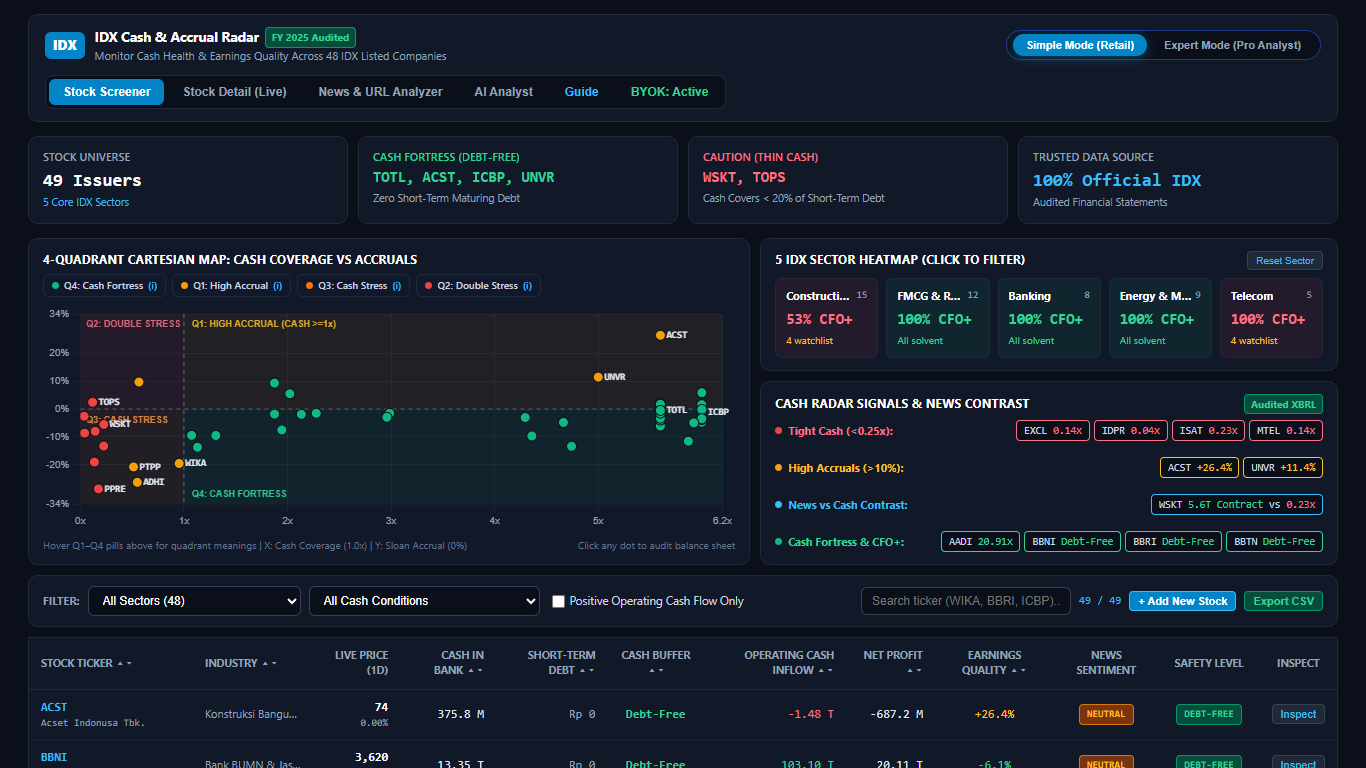 IDX
IDX Cash & Accrual Radar FY 2025 Audited
Monitor Cash Health & Earnings Quality Across 48 IDX Listed Companies
Simple Mode (Retail) Expert Mode (Pro Analyst)
Stock Screener Stock Detail (Live) News & URL Analyzer AI Analyst Guide BYOK: Active
STOCK UNIVERSE
49 Issuers
5 Core IDX Sectors
CASH FORTRESS (DEBT-FREE)
TOTL, ACST, ICBP, UNVR
Zero Short-Term Maturing Debt
CAUTION (THIN CASH)
WSKT, TOPS
Cash Covers < 20% of Short-Term Debt
TRUSTED DATA SOURCE
100% Official IDX
Audited Financial Statements
4-QUADRANT CARTESIAN MAP: CASH COVERAGE VS ACCRUALS
Q4: Cash Fortress (i) Q1: High Accrual (i) Q3: Cash Stress (i) Q2: Double Stress (i)
34%
20%
10%
0%
-10%
-20%
-34%
Q2: DOUBLE STRESS Q1: HIGH ACCRUAL (CASH >=1x)
ACST
UNVR
TOPS
TOTL
ICBP
Q3: CASH STRESS
WSKT
WIKA
PTPP
ADHI
PPRE
Q4: CASH FORTRESS
0x 1x 2x 3x 4x 5x 6.2x
Hover Q1–Q4 pills above for quadrant meanings | X: Cash Coverage (1.0x) | Y: Sloan Accrual (0%) Click any dot to audit balance sheet
5 IDX SECTOR HEATMAP (CLICK TO FILTER) Reset Sector
Constructi... 15
53% CFO+
4 watchlist
FMCG & R... 12
100% CFO+
All solvent
Banking 8
100% CFO+
All solvent
Energy & M... 9
100% CFO+
All solvent
Telecom 5
100% CFO+
4 watchlist
CASH RADAR SIGNALS & NEWS CONTRAST Audited XBRL
Tight Cash (<0.25x): EXCL 0.14x IDPR 0.04x ISAT 0.23x MTEL 0.14x
High Accruals (>10%): ACST +26.4% UNVR +11.4%
News vs Cash Contrast: WSKT 5.6T Contract vs 0.23x
Cash Fortress & CFO+: AADI 20.91x BBNI Debt-Free BBRI Debt-Free BBTN Debt-Free
FILTER: All Sectors (48) All Cash Conditions Positive Operating Cash Flow Only Search ticker (WIKA, BBRI, ICBP).. 49 / 49 + Add New Stock Export CSV
STOCK TICKER INDUSTRY LIVE PRICE (1D) CASH IN BANK SHORT-TERM DEBT CASH BUFFER OPERATING CASH INFLOW NET PROFIT EARNINGS QUALITY NEWS SENTIMENT SAFETY LEVEL INSPECT
ACST Konstruksi Bangu... 74 375.8 M Rp 0 Debt-Free -1.48 T -687.2 M +26.4% NEUTRAL DEBT-FREE Inspect
Acset Indonusa Tbk. 0.00%
BBNI Bank BUMN & Jas... 3,620 13.35 T Rp 0 Debt-Free 103.10 T 20.11 T -6.1% NEUTRAL DEBT-FREE Inspect